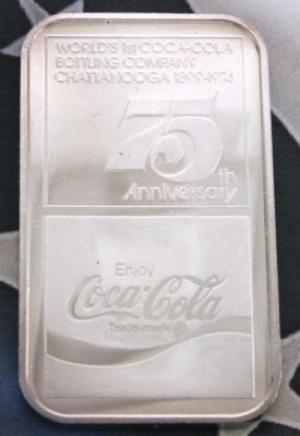 WORLD'S 1st COCA-COLA
BOTTLING COMPANY
CHATTANOOGA 1899-1974
75th
Anniversary
Enjoy
Coca-Cola
Trade-mark ®